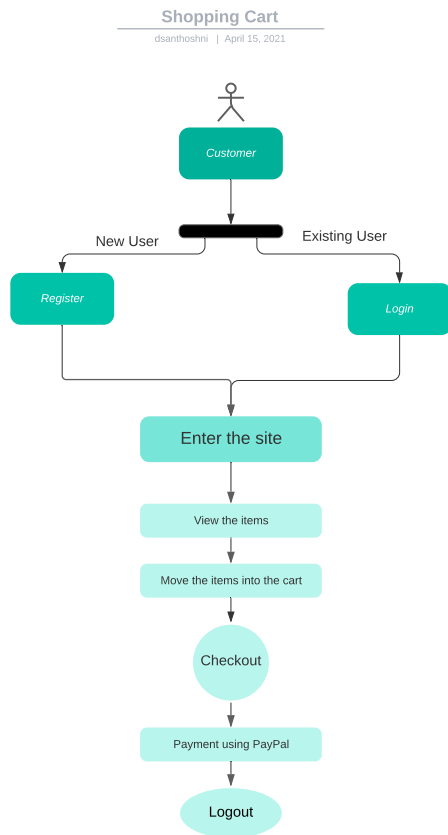 Shopping Cart
dsanthoshni | April 15, 2021
Customer
New User
Existing User
Register
Login
Enter the site
View the items
Move the items into the cart
Checkout
Payment using PayPal
Logout